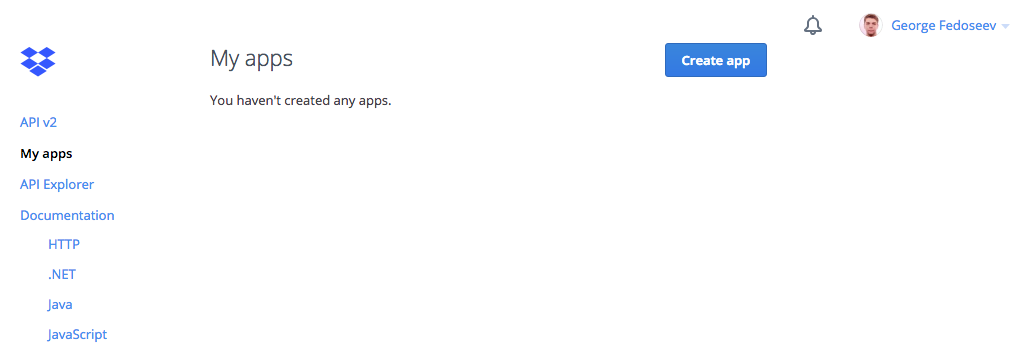 George Fedoseev
My apps
Create app
You haven't created any apps.
API v2
My apps
API Explorer
Documentation
HTTP
.NET
Java
JavaScript